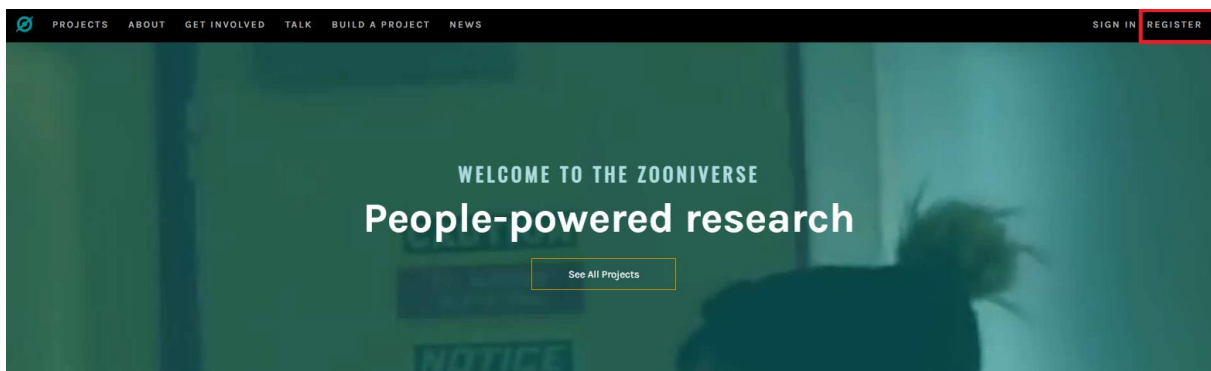 PROJECTS ABOUT GET INVOLVED TALK BUILD A PROJECT NEWS SIGN IN REGISTER
WELCOME TO THE ZOONIVERSE
People-powered research
CAUTION
See All Projects
NOTICE